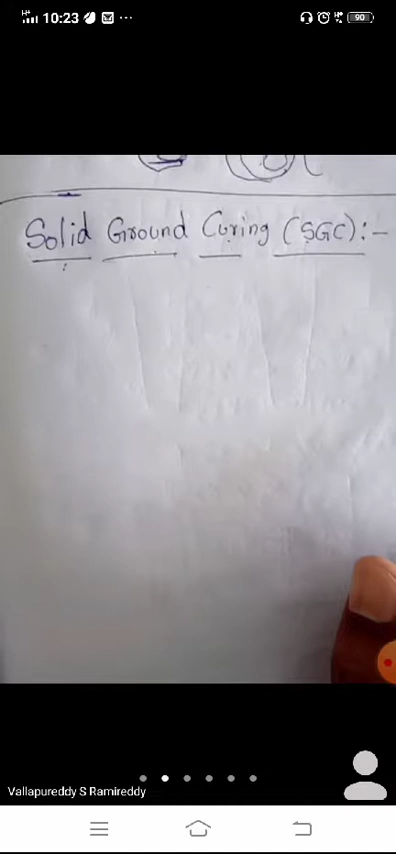 H+ 10:23 ... H+ 90
Solid Ground Curing (SGC):-
Vallapureddy S Ramireddy